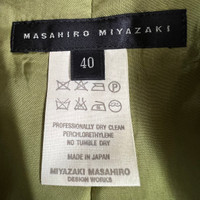 MASAHIRO MIYAZAKI
40
PROFESSIONALLY DRY CLEAN
PERCHLORETHYLENE
NO TUMBLE DRY
MADE IN JAPAN
MIYAZAKI MASAHIRO
DESIGN WORKS